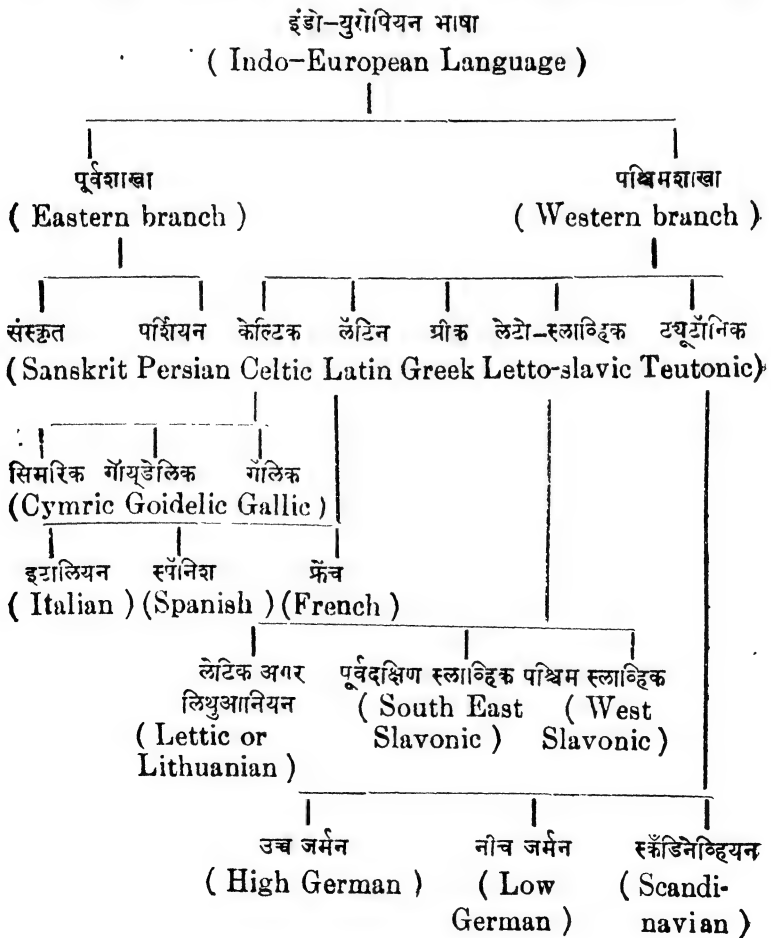 इंडो-युरोपियन भाषा
( Indo-European Language )
पूर्वशाखा पश्चिमशाखा
( Eastern branch ) ( Western branch )
संस्कृत पर्शियन केल्टिक लॅटिन ग्रीक लेटो-स्लाव्हिक ट्यूटॉनिक
(Sanskrit Persian Celtic Latin Greek Letto-slavic Teutonic)
सिमरिक गॉय्डेलिक गॅलिक
(Cymric Goidelic Gallic )
इटालियन स्पॅनिश फ्रेंच
( Italian ) (Spanish ) (French )
लेटिक अगर पूर्वदक्षिण स्लाव्हिक पश्चिम स्लाव्हिक
लिथुआनियन ( South East ( West
( Lettic or Slavonic ) Slavonic )
Lithuanian )
उच्च जर्मन नीच जर्मन स्कँडिनेव्हियन
( High German ) ( Low ( Scandi-
German ) navian )